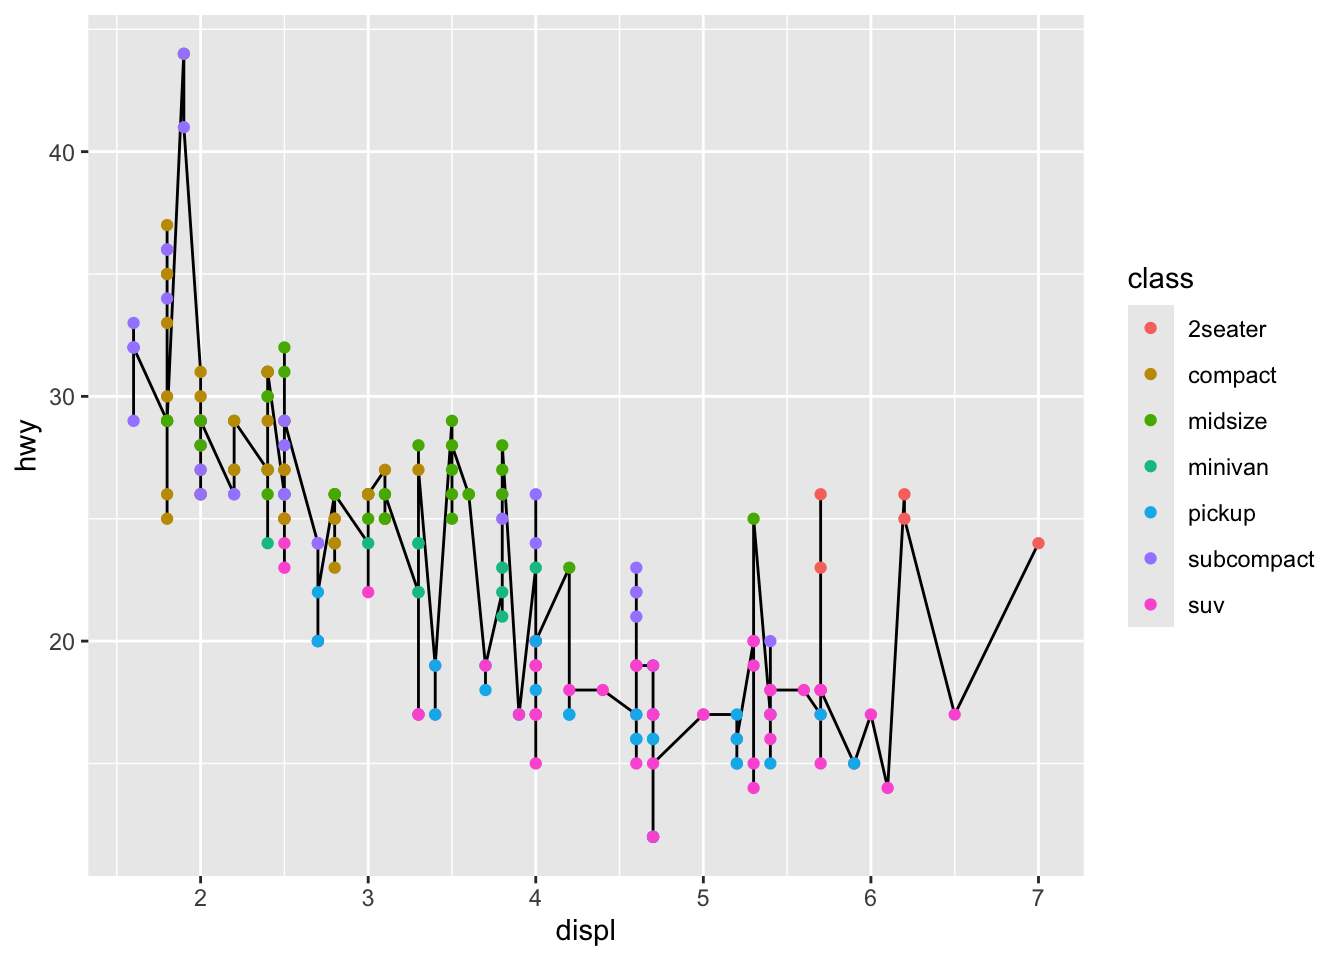 hwy
40
30
20
2 3 4 5 6 7
displ
class
2seater
compact
midsize
minivan
pickup
subcompact
suv